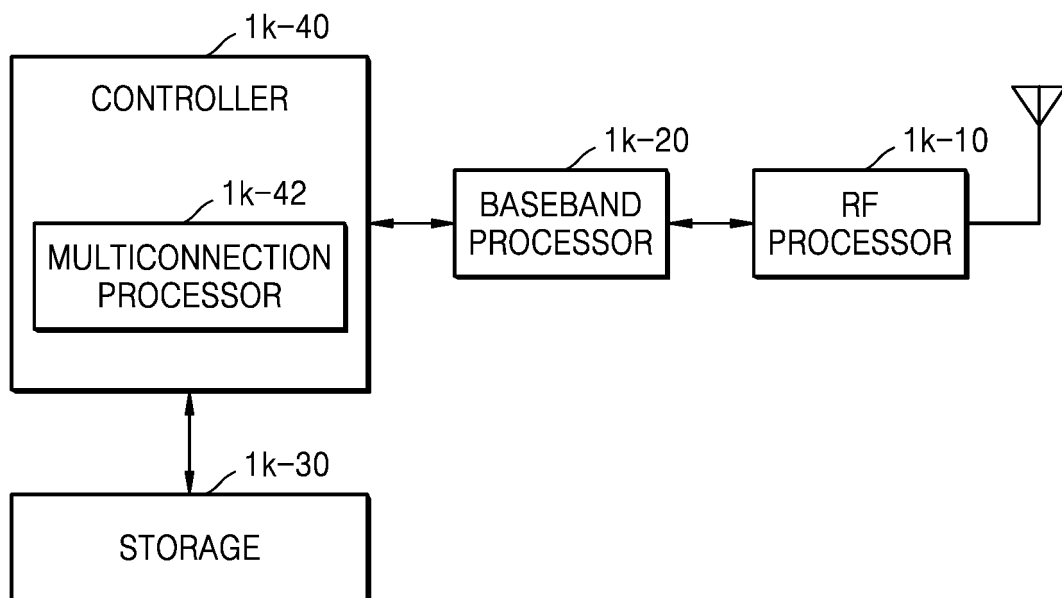 1k-40
CONTROLLER
1k-20
1k-10
1k-42
BASEBAND
PROCESSOR
RF
PROCESSOR
MULTICONNECTION
PROCESSOR
1k-30
STORAGE